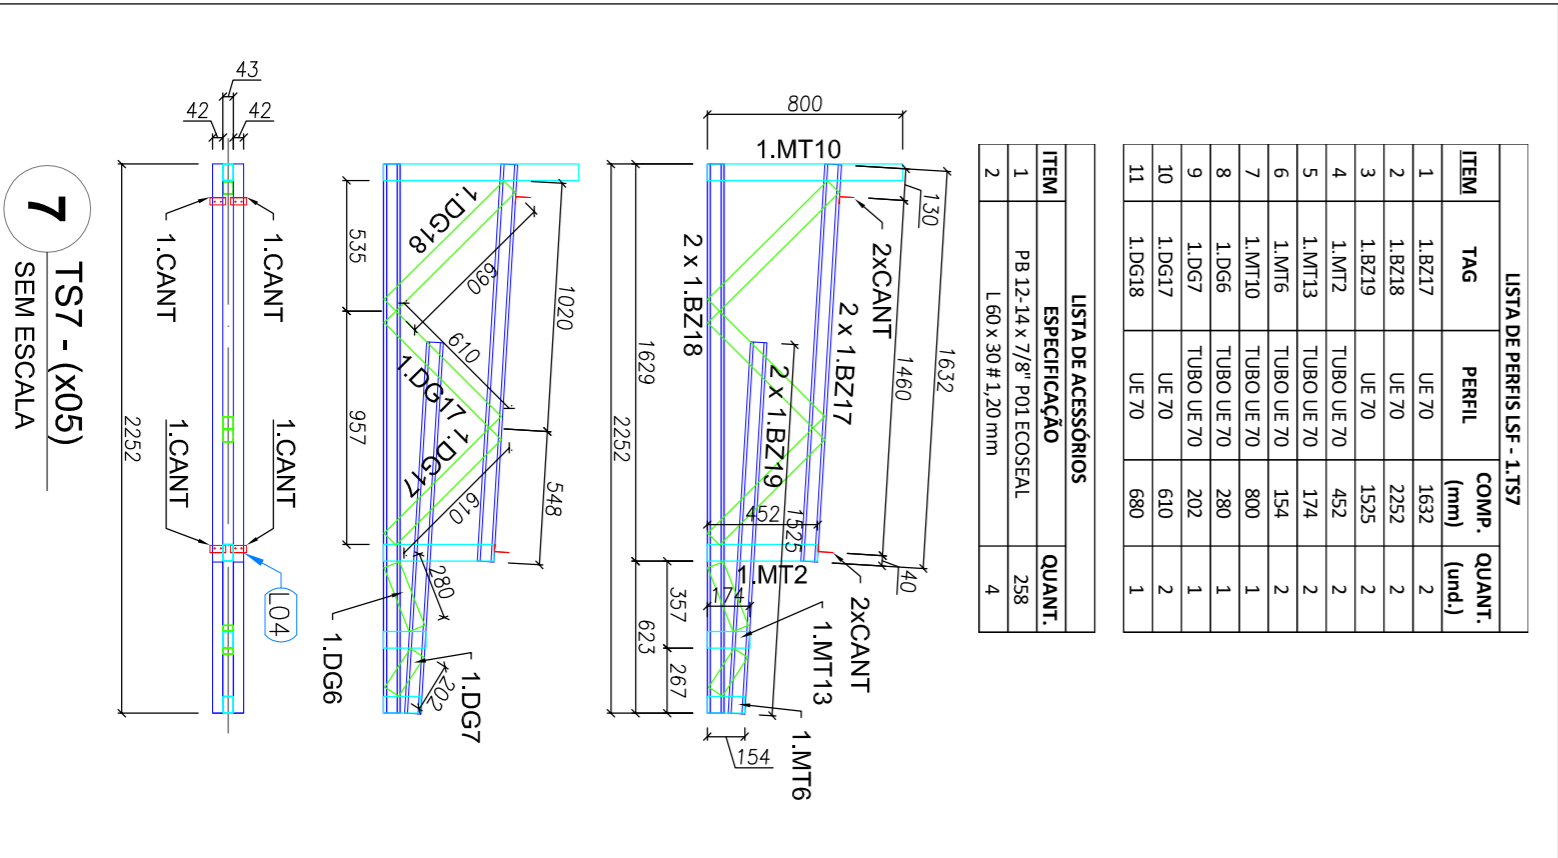 LISTA DE PERFIS LSF - 1.TS7
ITEM TAG PERFIL COMP. (mm) QUANT. (und.)
1 1.BZ17 UE 70 1632 2
2 1.BZ18 UE 70 2252 2
3 1.BZ19 UE 70 1525 2
4 1.MT2 TUBO UE 70 452 2
5 1.MT13 TUBO UE 70 174 2
6 1.MT6 TUBO UE 70 154 2
7 1.MT10 TUBO UE 70 800 1
8 1.DG6 TUBO UE 70 280 1
9 1.DG7 TUBO UE 70 202 1
10 1.DG17 UE 70 610 2
11 1.DG18 UE 70 680 1
LISTA DE ACESSÓRIOS
ITEM ESPECIFICAÇÃO QUANT.
1 PB 12-14 x 7/8" P01 ECOSEAL 258
2 L 60 x 30 # 1,20 mm 4
800
1.MT10
130
2xCANT
1632
1460
2 x 1.BZ17
2 x 1.BZ18
2 x 1.BZ19
1525
452
1629
2252
40
1.MT2
2xCANT
174
1.MT13
357
267
623
1.MT6
154
1.DG18
690
1020
535
610
1.DG17
1.DG17
610
957
548
280
1.DG6
202
1.DG7
43
42
42
1.CANT
1.CANT
1.CANT
1.CANT
L04
2252
7
TS7 - (x05)
SEM ESCALA